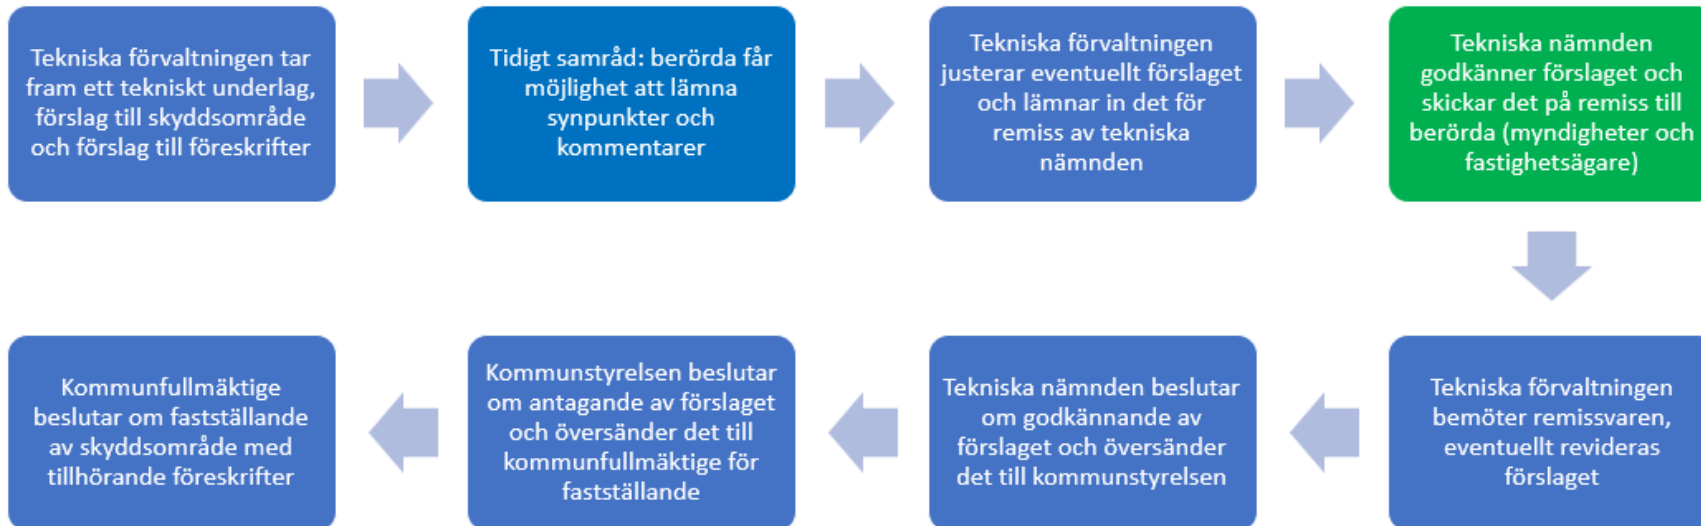 Tekniska förvaltningen tar
fram ett tekniskt underlag,
förslag till skyddsområde
och förslag till föreskrifter
Tidigt samråd: berörda får
möjlighet att lämna
synpunkter och
kommentarer
Tekniska förvaltningen
justerar eventuellt förslaget
och lämnar in det för
remiss av tekniska
nämnden
Tekniska nämnden
godkänner förslaget och
skickar det på remiss till
berörda (myndigheter och
fastighetsägare)
Tekniska förvaltningen
bemöter remissvaren,
eventuellt revideras
förslaget
Tekniska nämnden beslutar
om godkännande av
förslaget och översänder
det till kommunstyrelsen
Kommunstyrelsen beslutar
om antagande av förslaget
och översänder det till
kommunfullmäktige för
fastställande
Kommunfullmäktige
beslutar om fastställande
av skyddsområde med
tillhörande föreskrifter